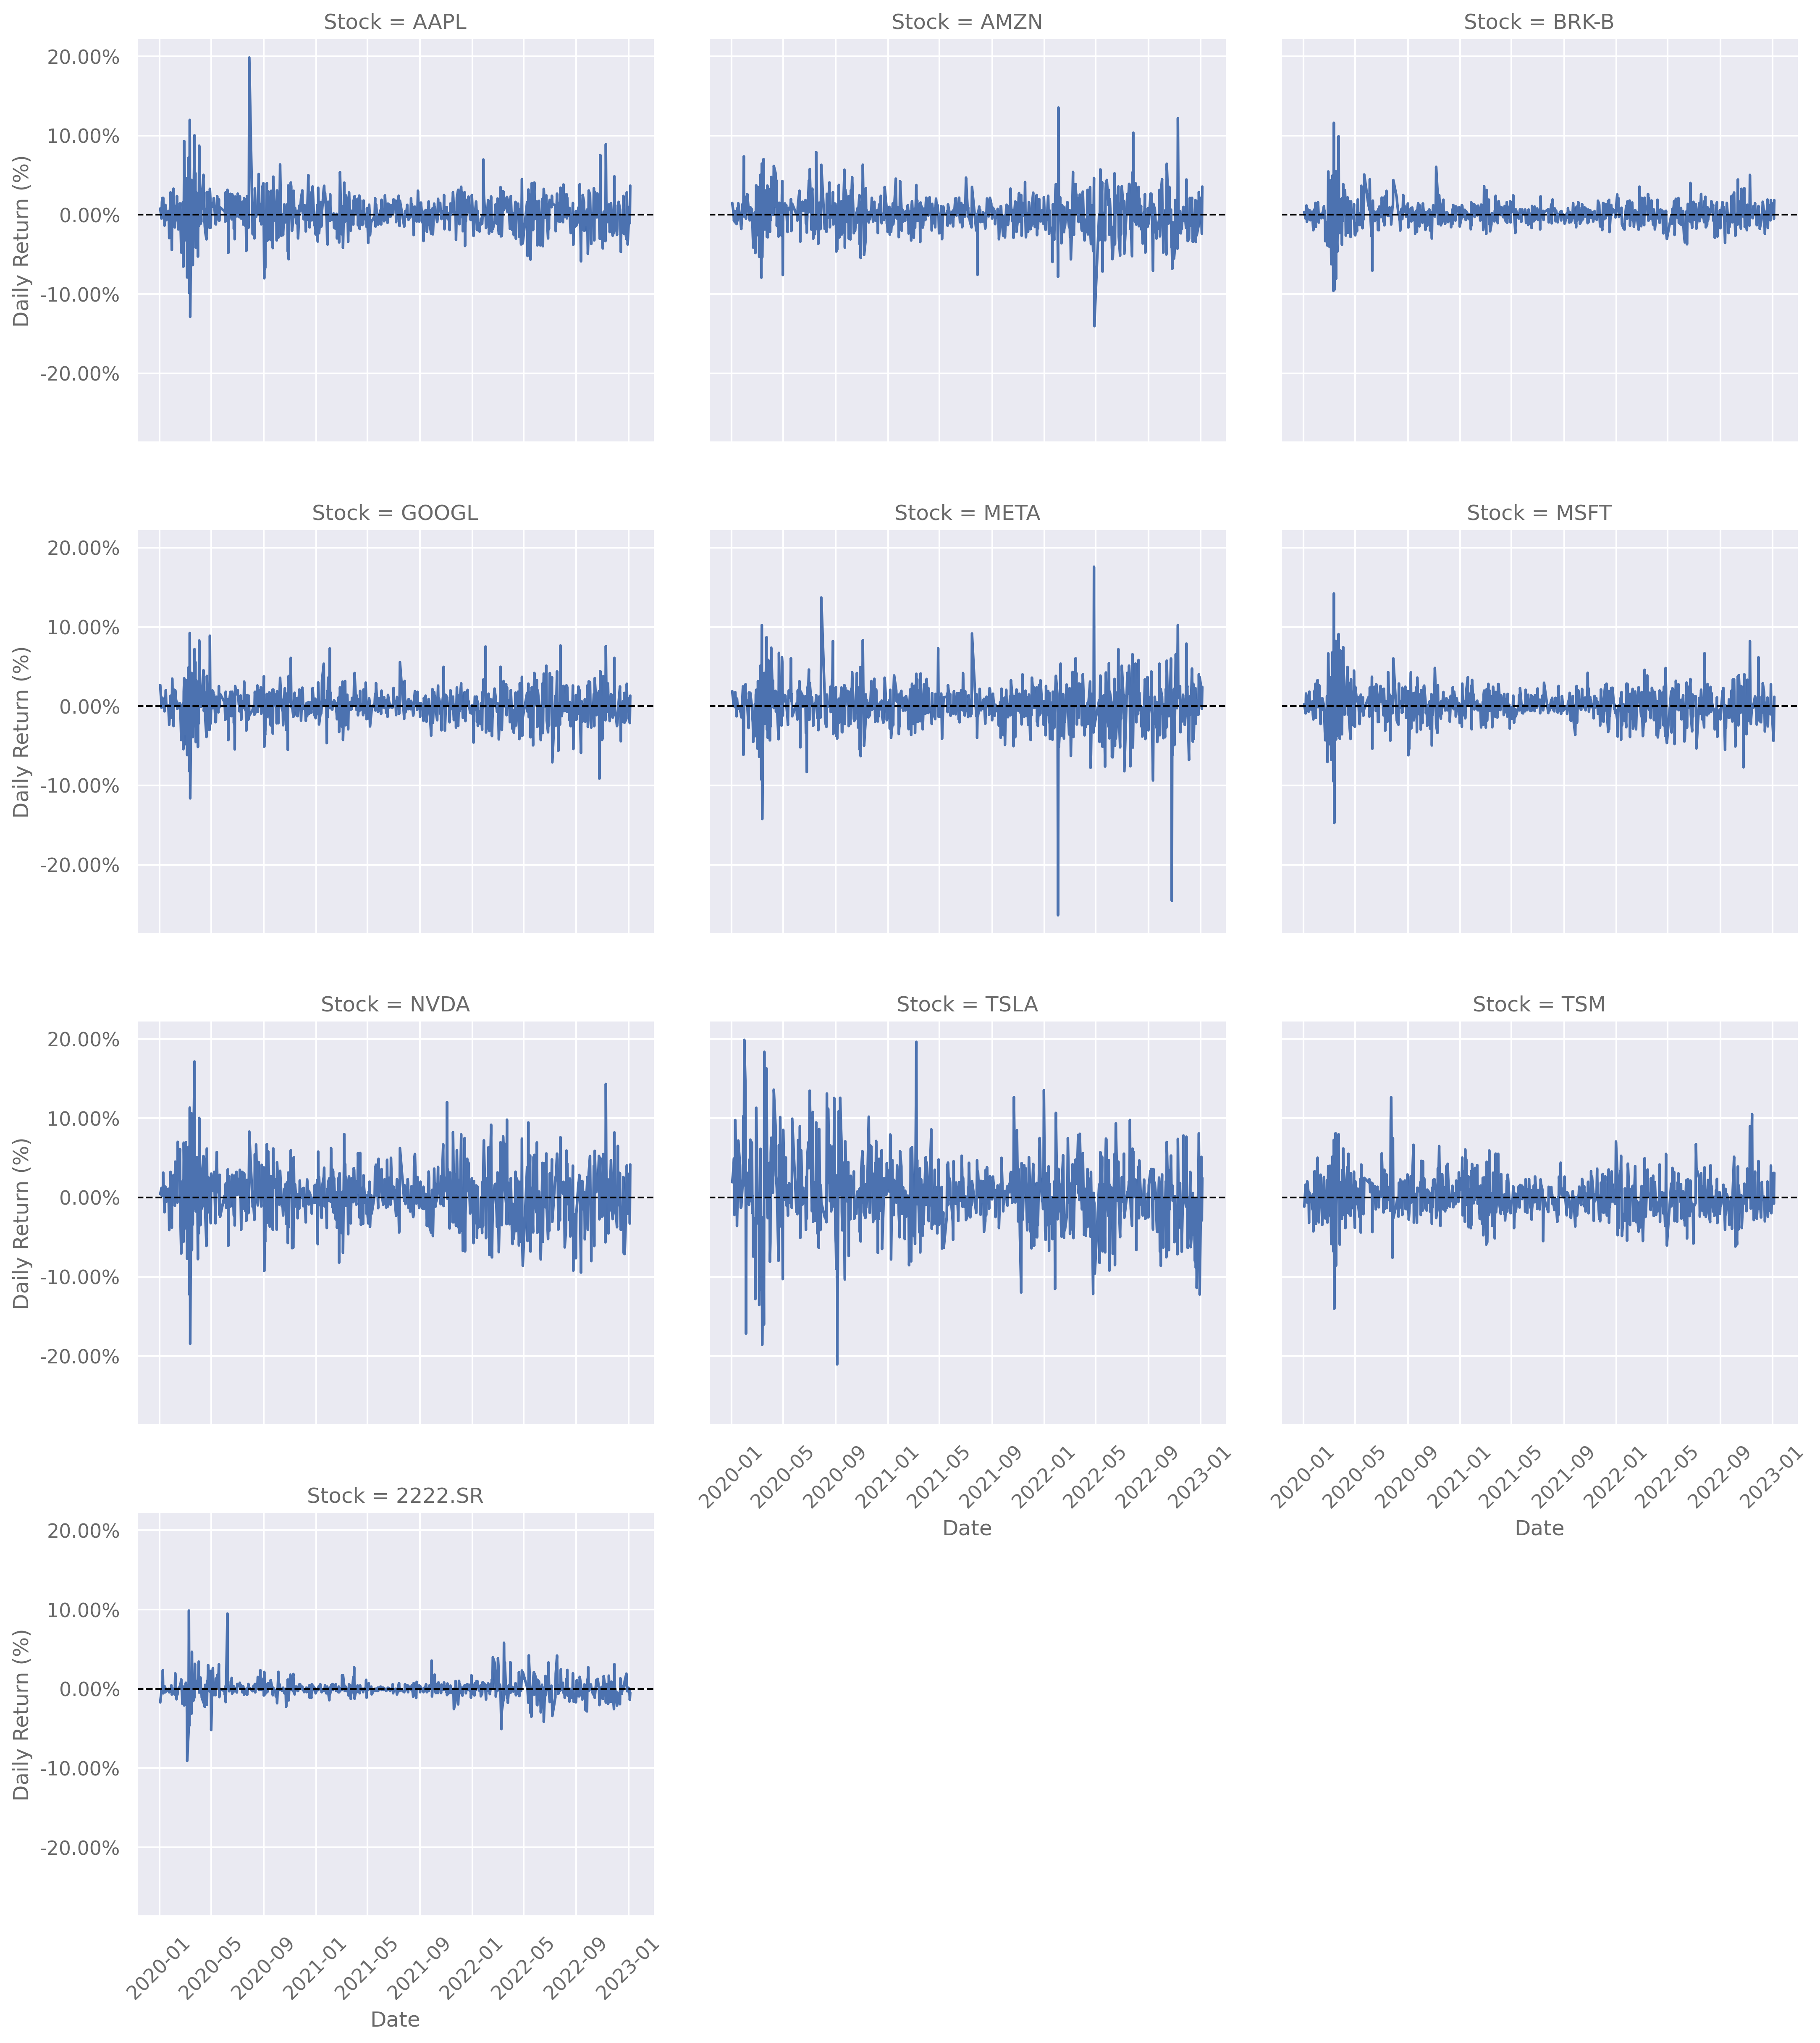 Stock = AAPL
Stock = AMZN
Stock = BRK-B
20.00%
10.00%
0.00%
-10.00%
-20.00%
Daily Return (%)
Stock = GOOGL
Stock = META
Stock = MSFT
20.00%
10.00%
0.00%
-10.00%
-20.00%
Daily Return (%)
Stock = NVDA
Stock = TSLA
Stock = TSM
20.00%
10.00%
0.00%
-10.00%
-20.00%
Daily Return (%)
2020-01
2020-05
2020-09
2021-01
2021-05
2021-09
2022-01
2022-05
2022-09
2023-01
Date
2020-01
2020-05
2020-09
2021-01
2021-05
2021-09
2022-01
2022-05
2022-09
2023-01
Date
Stock = 2222.SR
20.00%
10.00%
0.00%
-10.00%
-20.00%
Daily Return (%)
2020-01
2020-05
2020-09
2021-01
2021-05
2021-09
2022-01
2022-05
2022-09
2023-01
Date